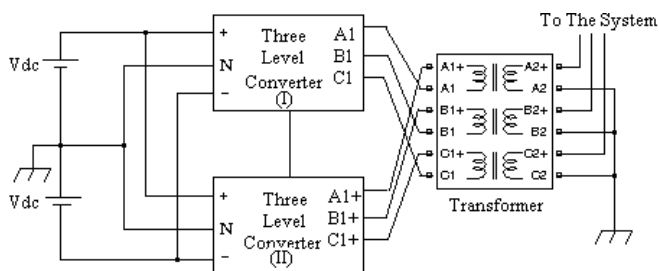 To The System
Vdc
+
N
−
Three
Level
Converter
(I)
A1
B1
C1
A1+
A1
B1+
B1
C1+
C1
A2+
A2
B2+
B2
C2+
C2
Transformer
Vdc
+
N
−
Three
Level
Converter
(II)
A1+
B1+
C1+